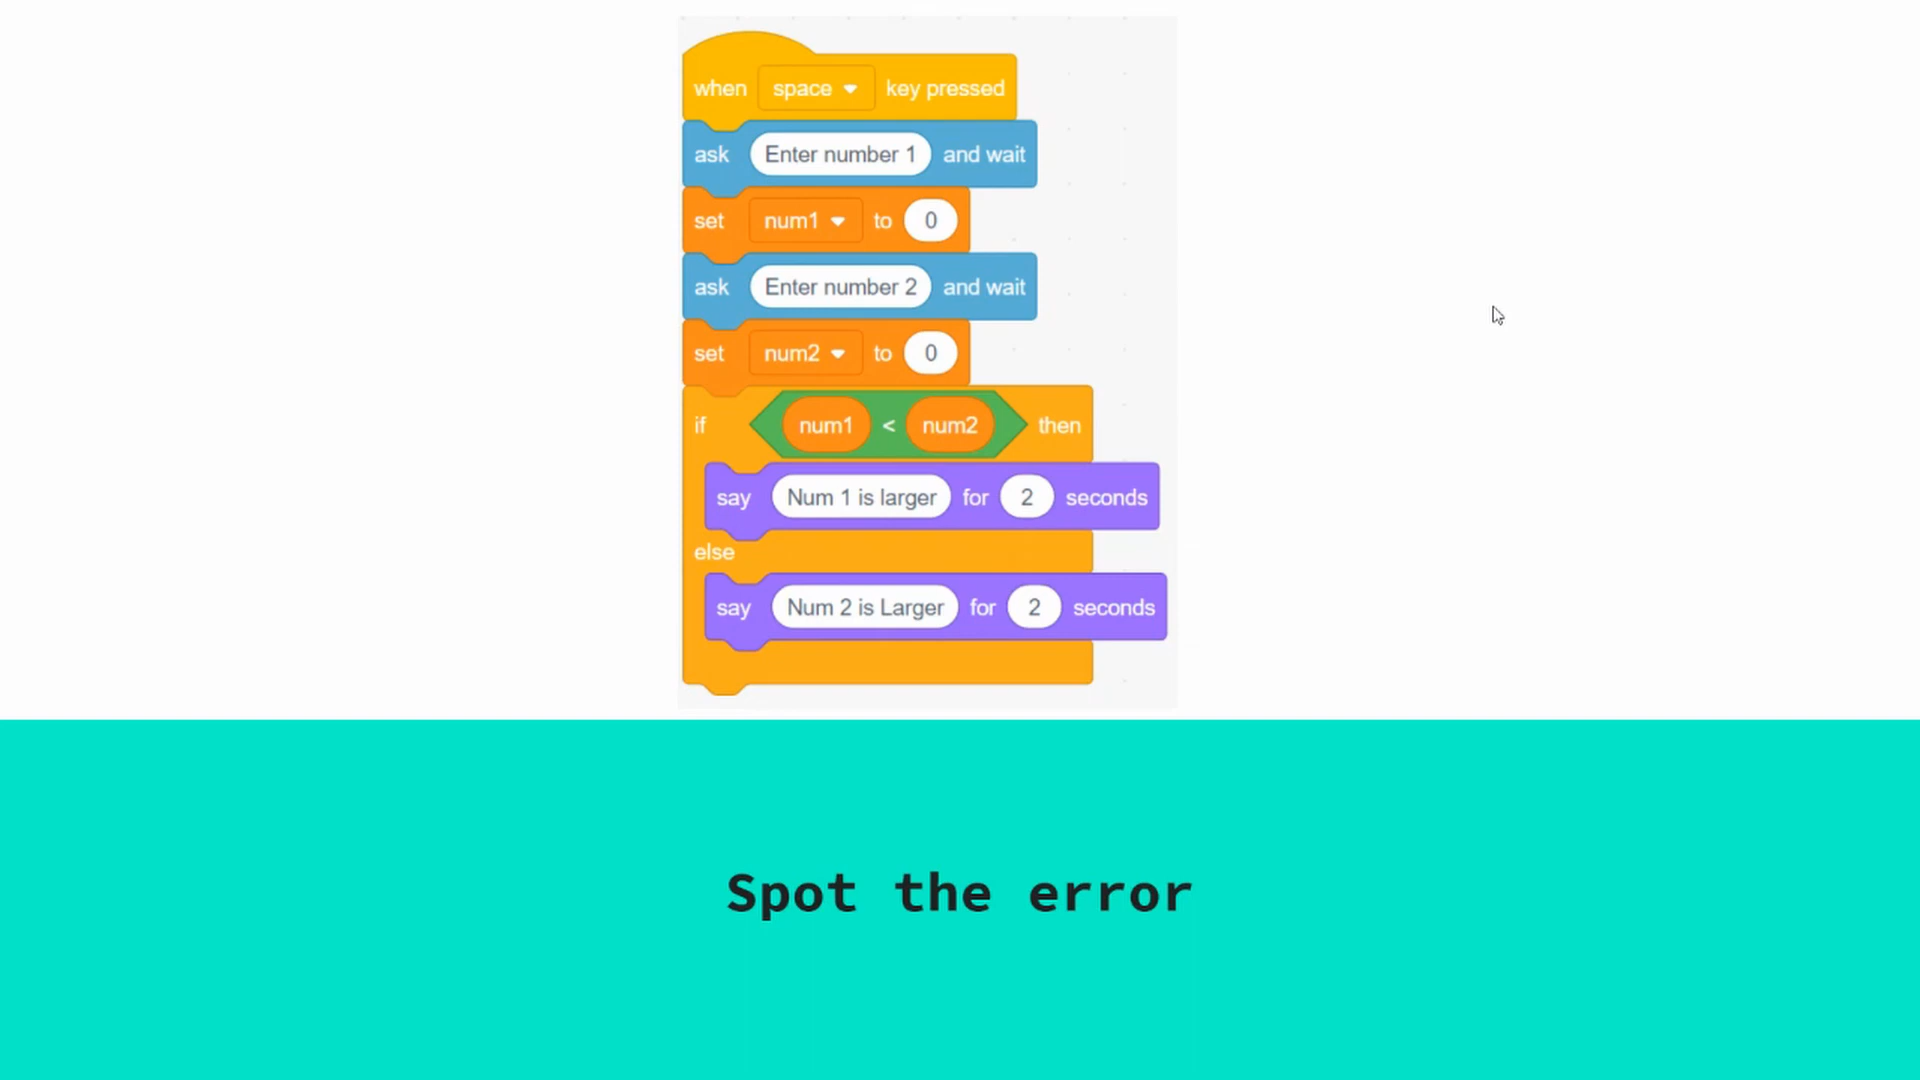 when space key pressed
ask Enter number 1 and wait
set num1 to 0
ask Enter number 2 and wait
set num2 to 0
if num1 < num2 then
say Num 1 is larger for 2 seconds
else
say Num 2 is Larger for 2 seconds
Spot the error